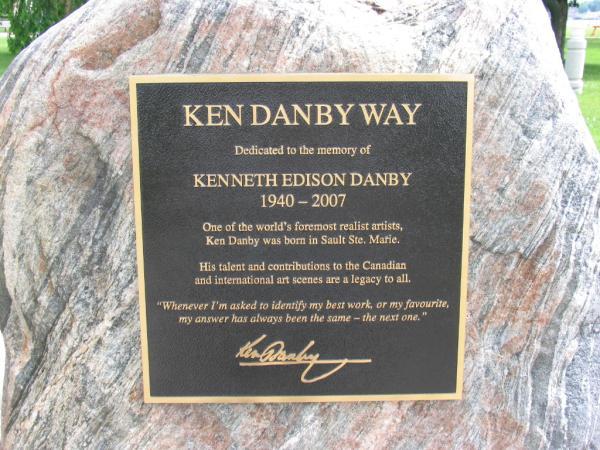 KEN DANBY WAY
Dedicated to the memory of
KENNETH EDISON DANBY
1940 – 2007
One of the world's foremost realist artists,
Ken Danby was born in Sault Ste. Marie.
His talent and contributions to the Canadian
and international art scenes are a legacy to all.
"Whenever I'm asked to identify my best work, or my favourite,
my answer has always been the same – the next one."
Ken Danby